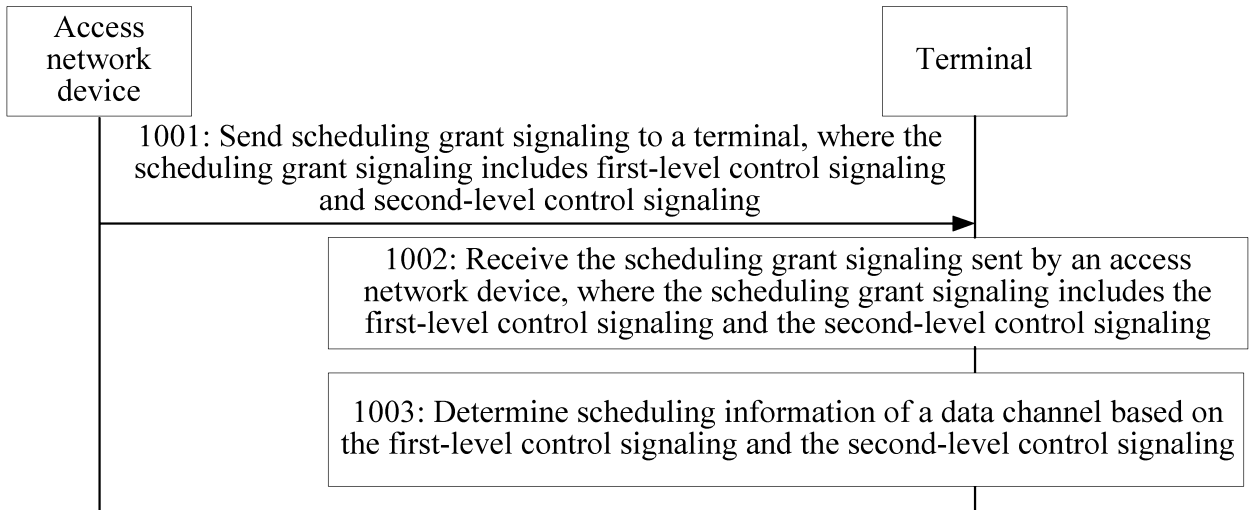 Access
network
device
Terminal
1001: Send scheduling grant signaling to a terminal, where the
scheduling grant signaling includes first-level control signaling
and second-level control signaling
1002: Receive the scheduling grant signaling sent by an access
network device, where the scheduling grant signaling includes the
first-level control signaling and the second-level control signaling
1003: Determine scheduling information of a data channel based on
the first-level control signaling and the second-level control signaling